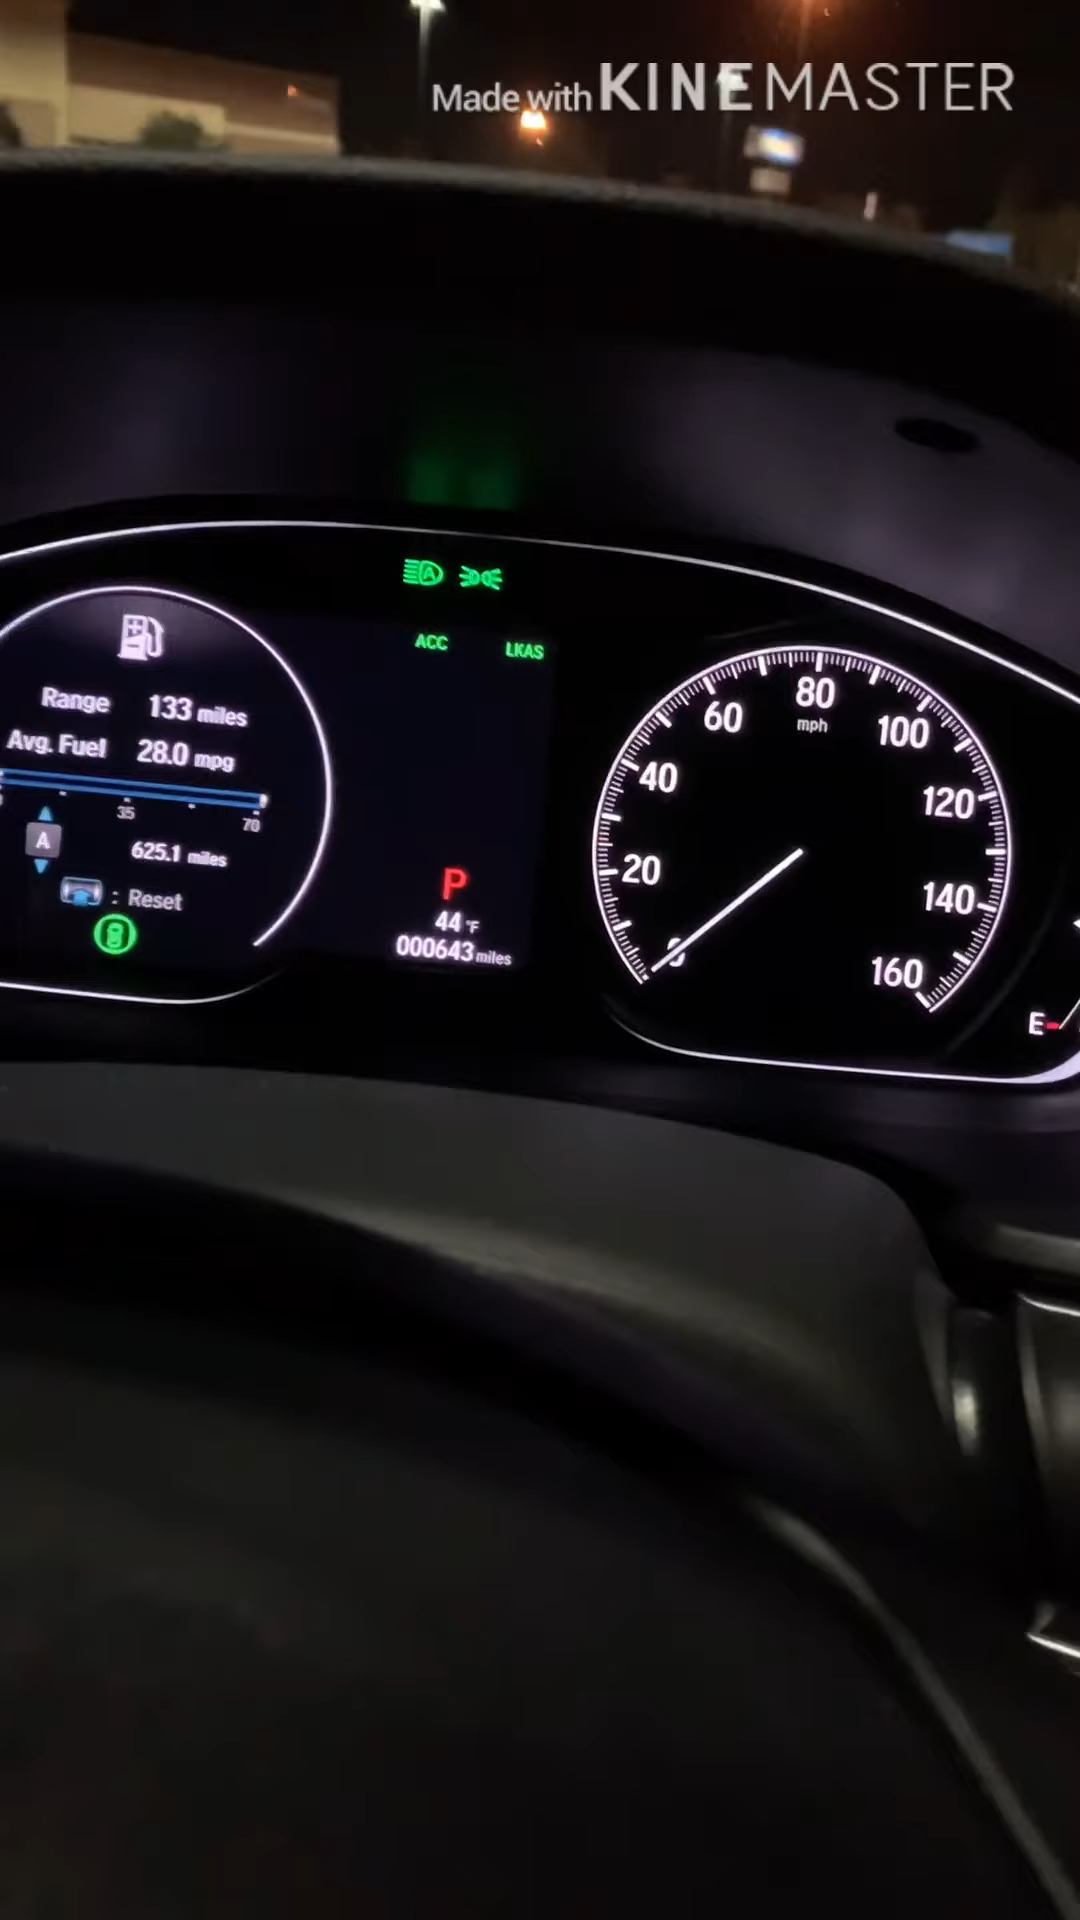 Made with KINEMASTER
A
ACC LKAS
Range 133 miles
Avg. Fuel 28.0 mpg
35 70
A 625.1 miles
: Reset
P
44 °F
000643 miles
0 20 40 60 80 100 120 140 160
mph
E